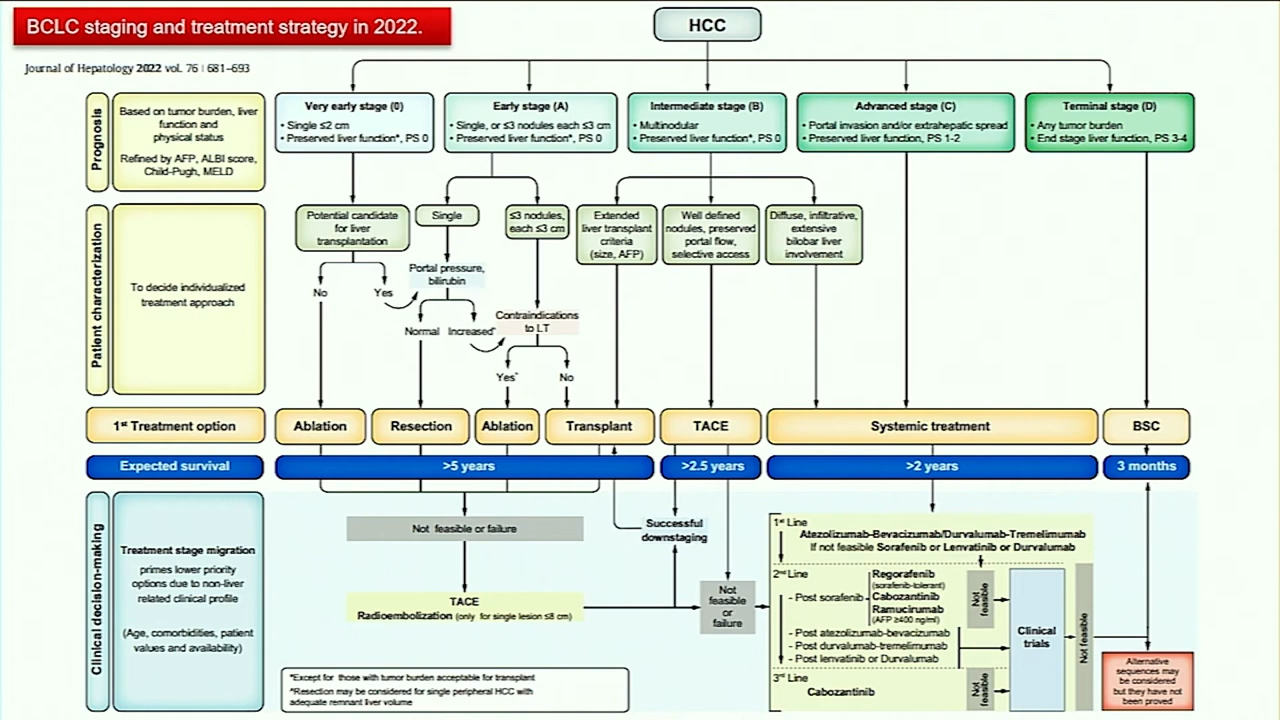 BCLC staging and treatment strategy in 2022.
HCC
Journal of Hepatology 2022 vol. 76 | 681–693
Prognosis
Based on tumor burden, liver
function and
physical status
Refined by AFP, ALBI score,
Child-Pugh, MELD
Very early stage (0)
• Single ≤2 cm
• Preserved liver function*, PS 0
Early stage (A)
• Single, or ≤3 nodules each ≤3 cm
• Preserved liver function*, PS 0
Intermediate stage (B)
• Multinodular
• Preserved liver function*, PS 0
Advanced stage (C)
• Portal invasion and/or extrahepatic spread
• Preserved liver function, PS 1-2
Terminal stage (D)
• Any tumor burden
• End stage liver function, PS 3-4
Patient characterization
To decide individualized
treatment approach
Potential candidate
for liver
transplantation
Single
≤3 nodules,
each ≤3 cm
Extended
liver transplant
criteria
(size, AFP)
Well defined
nodules, preserved
portal flow,
selective access
Diffuse, infiltrative,
extensive
bilobar liver
involvement
No
Yes
Portal pressure,
bilirubin
Normal
Increased^
Contraindications
to LT
Yes^
No
1st Treatment option
Ablation
Resection
Ablation
Transplant
TACE
Systemic treatment
BSC
Expected survival
>5 years
>2.5 years
>2 years
3 months
Clinical decision-making
Treatment stage migration
primes lower priority
options due to non-liver
related clinical profile
(Age, comorbidities, patient
values and availability)
Not feasible or failure
TACE
Radioembolization (only for single lesion ≤8 cm)
Successful
downstaging
Not
feasible
or
failure
1st Line
Atezolizumab-Bevacizumab/Durvalumab-Tremelimumab
If not feasible Sorafenib or Lenvatinib or Durvalumab
2nd Line
- Post sorafenib
Regorafenib
(sorafenib-tolerant)
Cabozantinib
Ramucirumab
(AFP ≥400 ng/ml)
- Post atezolizumab-bevacizumab
- Post durvalumab-tremelimumab
- Post lenvatinib or Durvalumab
3rd Line
Cabozantinib
Not
feasible
Not
feasible
Clinical
trials
Not feasible
Alternative
sequences may
be considered
but they have not
been proved
*Except for those with tumor burden acceptable for transplant
^Resection may be considered for single peripheral HCC with
adequate remnant liver volume